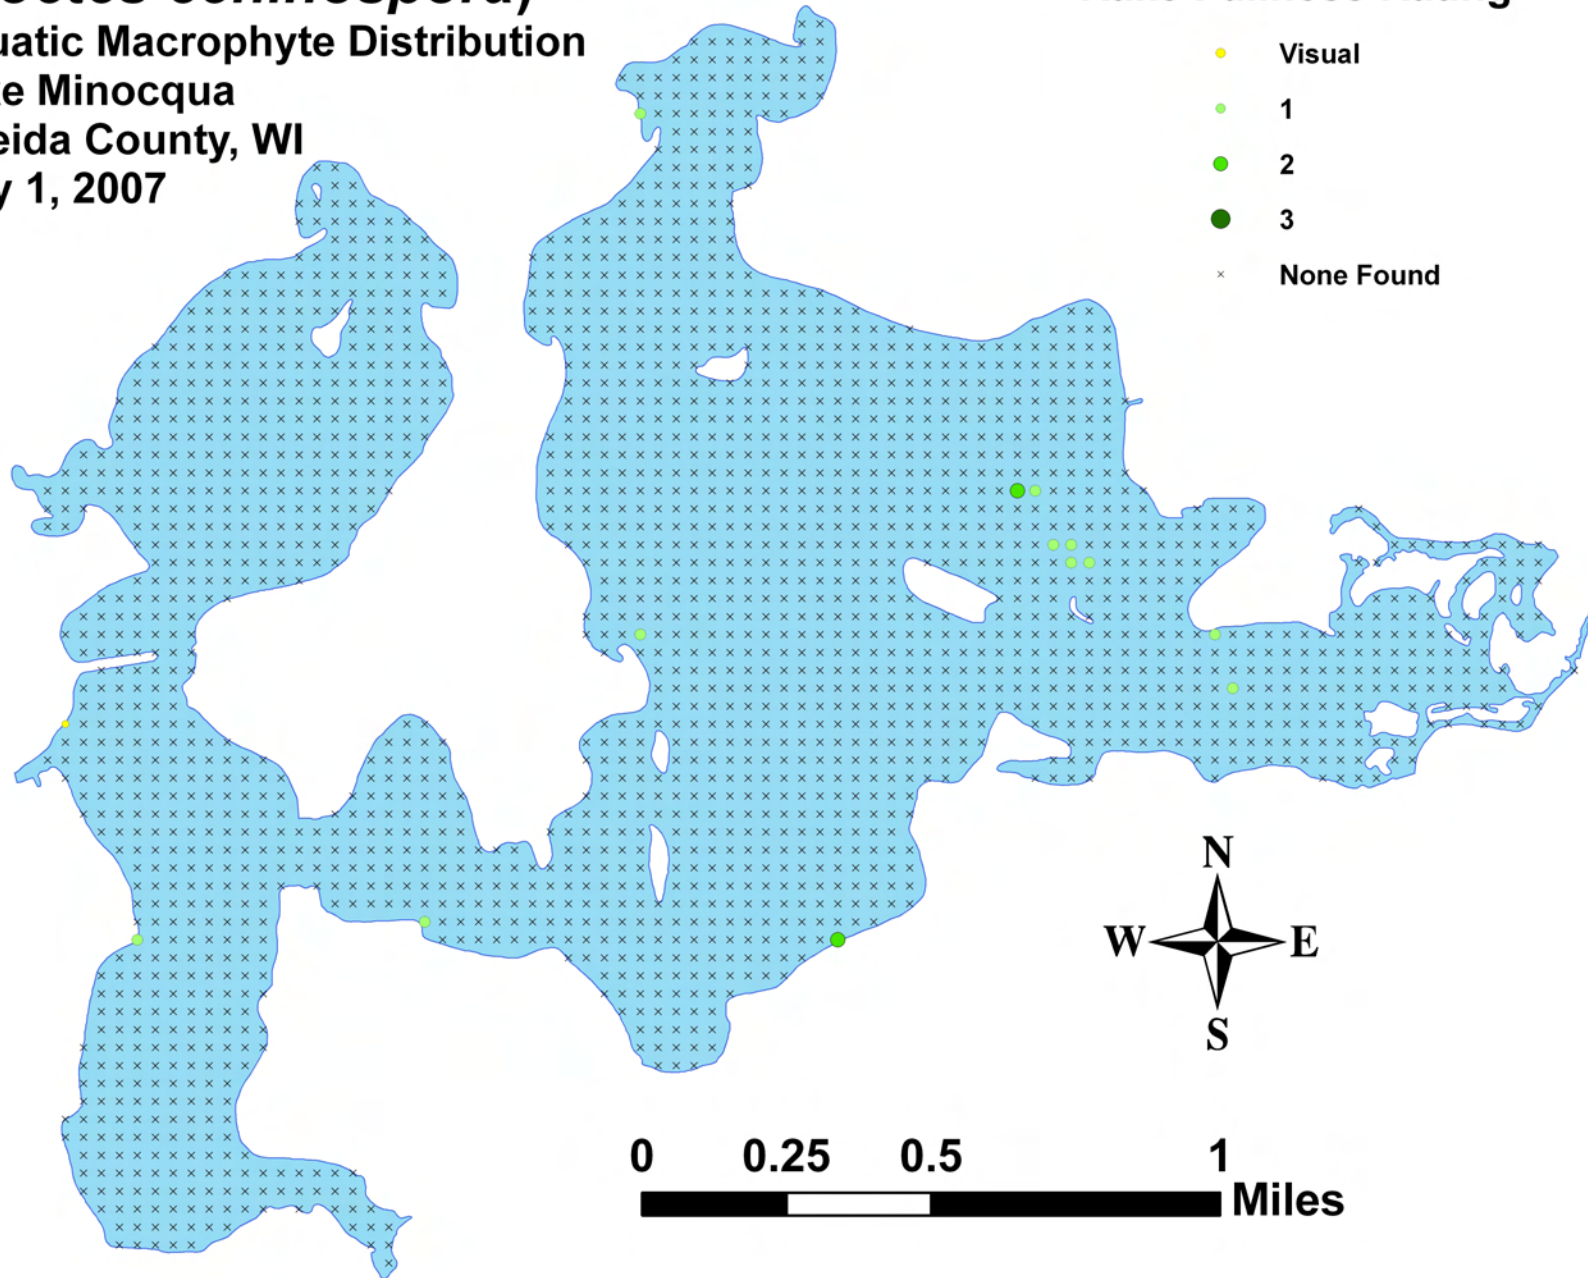 uatic Macrophyte Distribution
e Minocqua
eida County, WI
y 1, 2007
Visual
1
2
3
None Found
N
W E
S
0 0.25 0.5 1
Miles